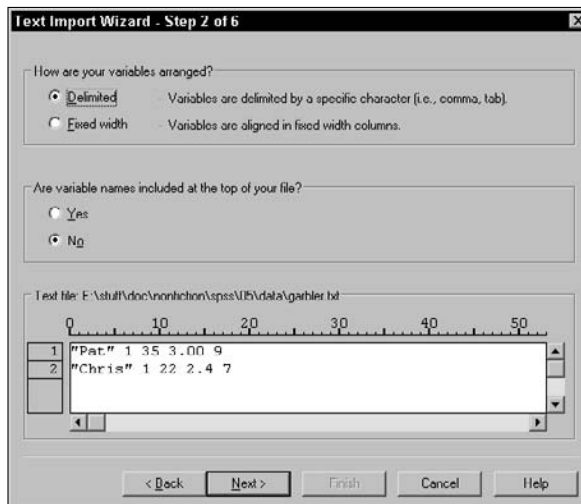 Text Import Wizard - Step 2 of 6
How are your variables arranged?
Delimited - Variables are delimited by a specific character (i.e., comma, tab).
Fixed width - Variables are aligned in fixed width columns.
Are variable names included at the top of your file?
Yes
No
Text file: E:\stuff\doc\nonfiction\spss\05\data\garbler.txt
0 10 20 30 40 50
1 "Pat" 1 35 3.00 9
2 "Chris" 1 22 2.4 7
< Back Next > Finish Cancel Help